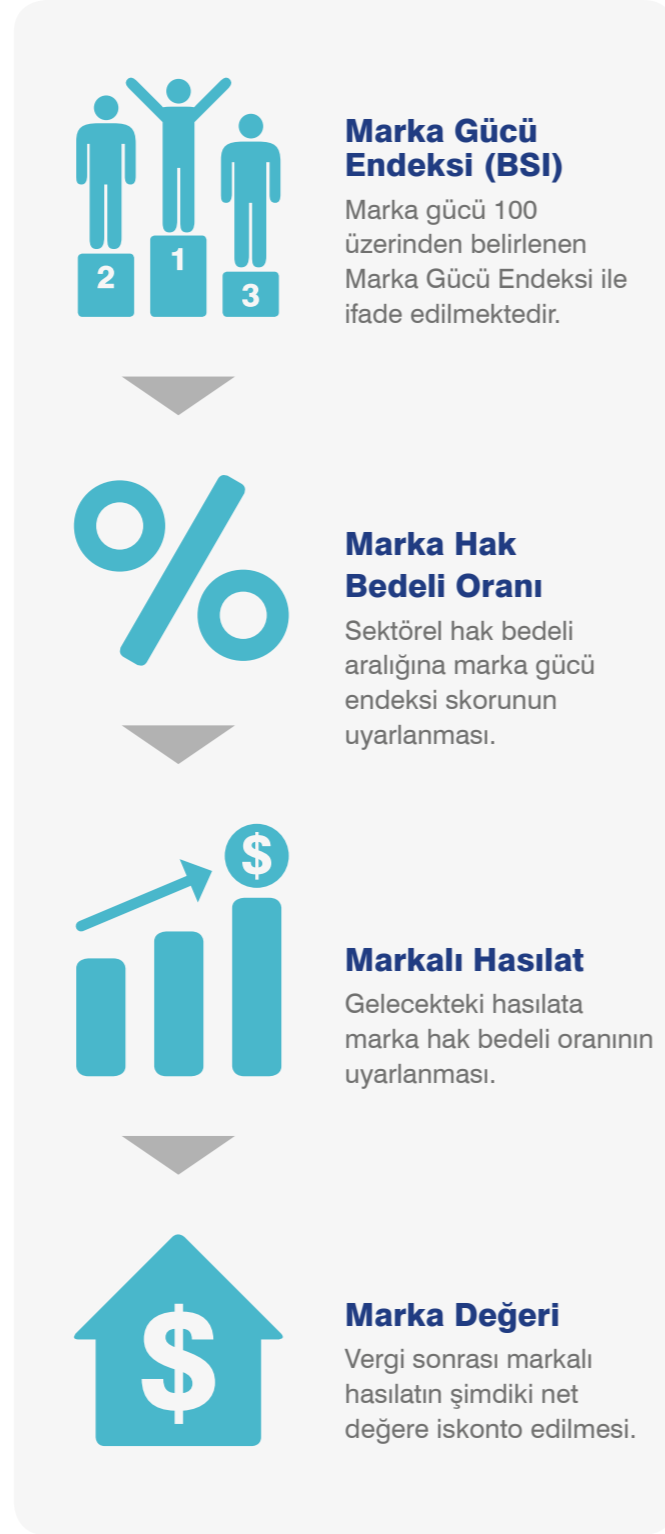 2
1
3
Marka Gücü
Endeksi (BSI)
Marka gücü 100
üzerinden belirlenen
Marka Gücü Endeksi ile
ifade edilmektedir.
%
Marka Hak
Bedeli Oranı
Sektörel hak bedeli
aralığına marka gücü
endeksi skorunun
uyarlanması.
$
Markalı Hasılat
Gelecekteki hasılata
marka hak bedeli oranının
uyarlanması.
$
Marka Değeri
Vergi sonrası markalı
hasılatın şimdiki net
değere iskonto edilmesi.